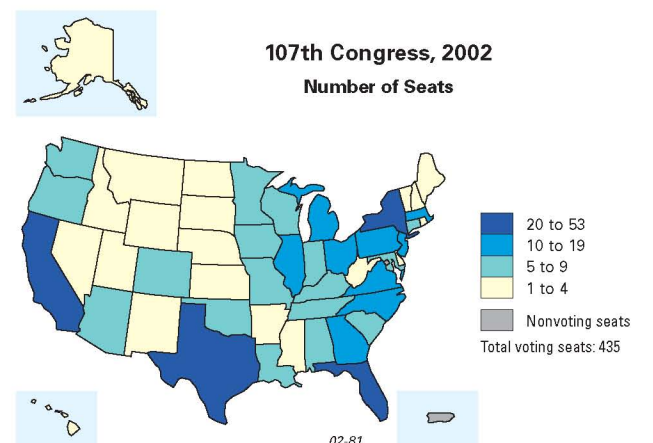 107th Congress, 2002
Number of Seats
20 to 53
10 to 19
5 to 9
1 to 4
Nonvoting seats
Total voting seats: 435
02-81